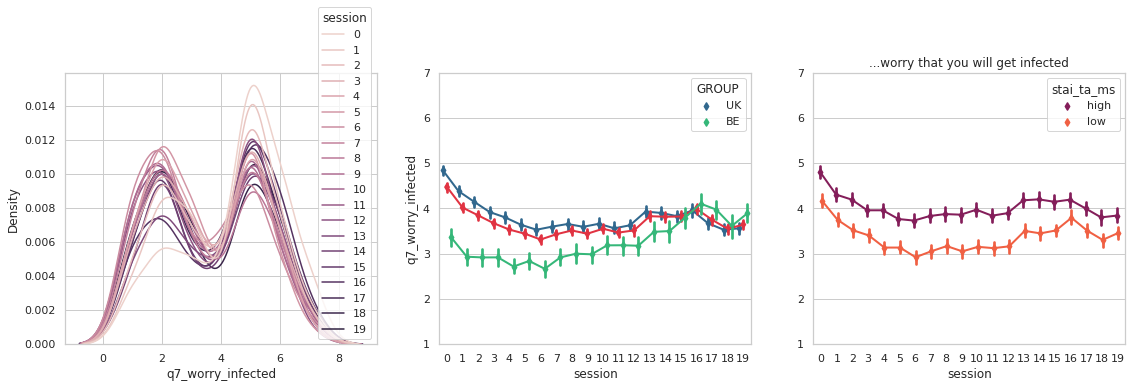 session
0
1
2
3
4
5
6
7
8
9
10
11
12
13
14
15
16
17
18
19
Density
0.014
0.012
0.010
0.008
0.006
0.004
0.002
0.000
0 2 4 6 8
q7_worry_infected
q7_worry_infected
7
6
5
4
3
2
1
GROUP
UK
BE
0 1 2 3 4 5 6 7 8 9 10 11 12 13 14 15 16 17 18 19
session
...worry that you will get infected
7
6
5
4
3
2
1
stai_ta_ms
high
low
0 1 2 3 4 5 6 7 8 9 10 11 12 13 14 15 16 17 18 19
session